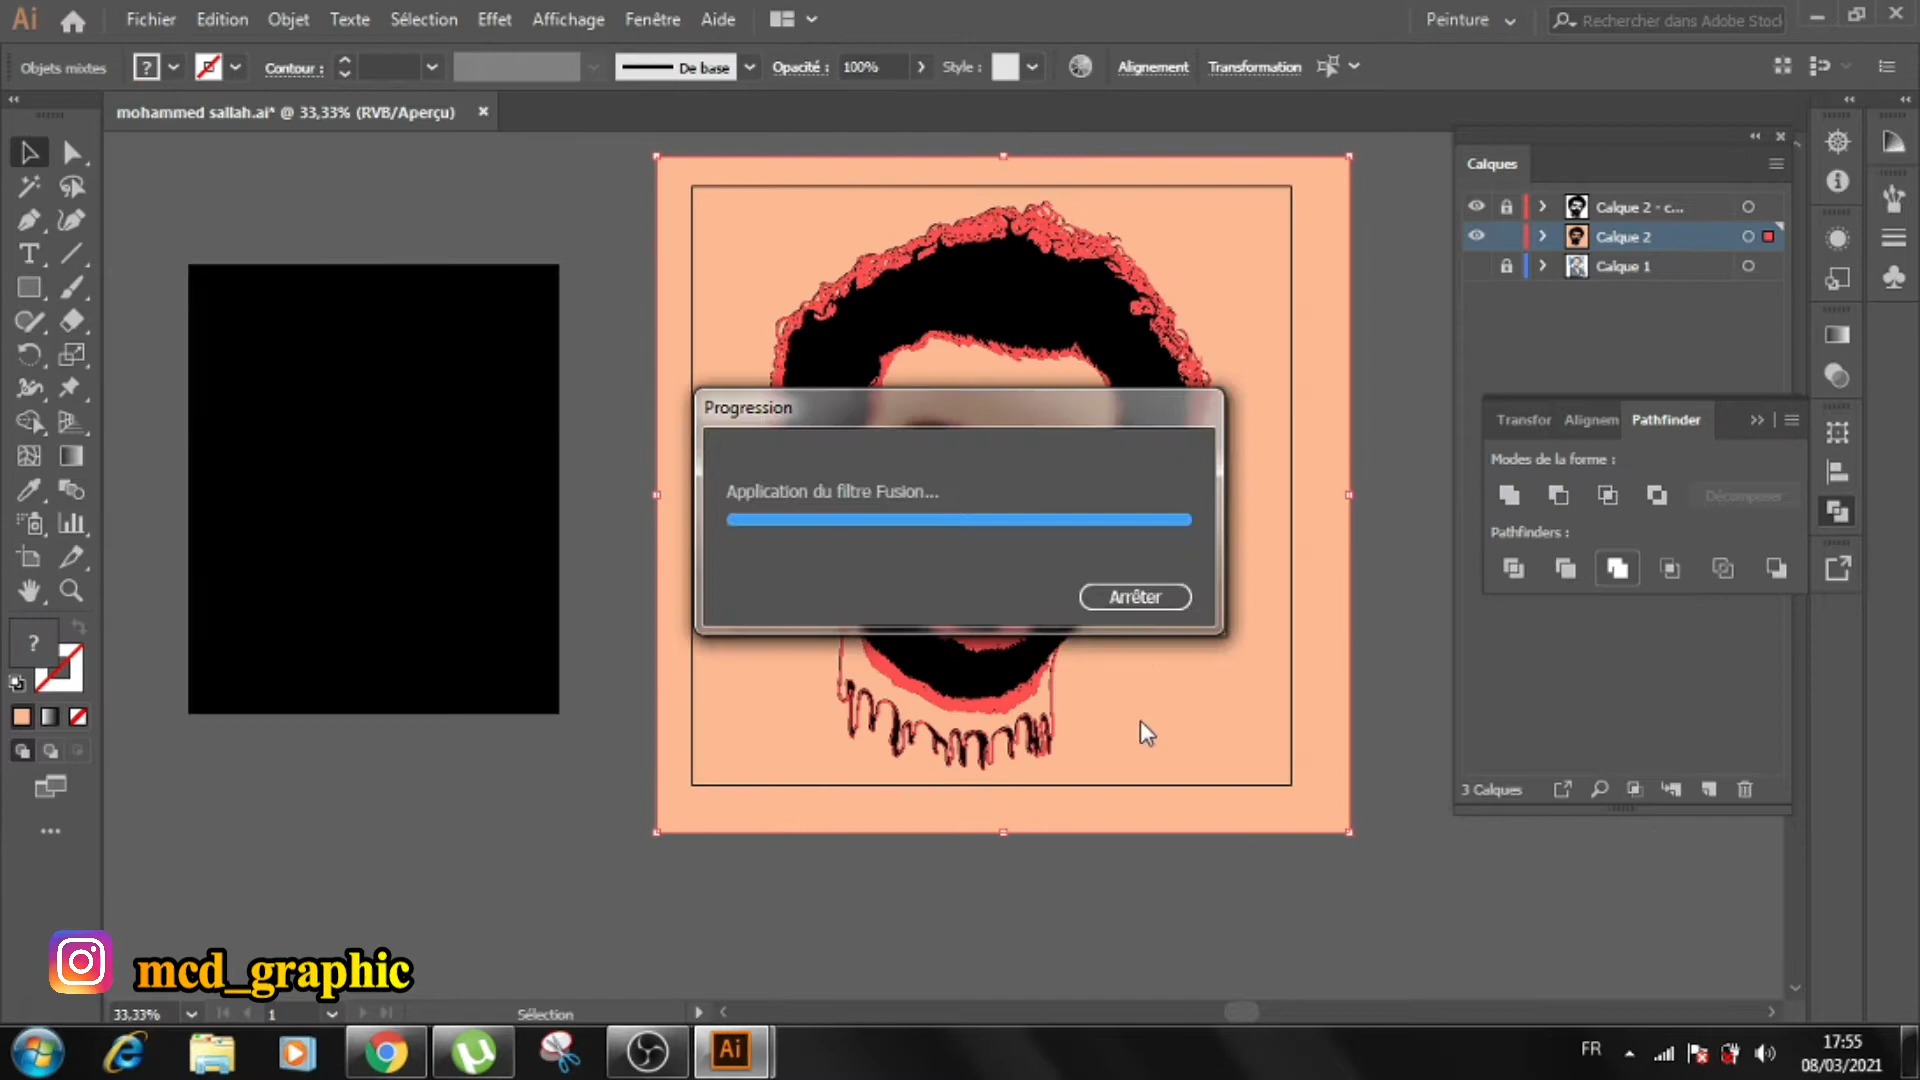 Ai Fichier Edition Objet Texte Sélection Effet Affichage Fenêtre Aide Peinture Rechercher dans Adobe Stock
Objets mixtes ? Contour : De base Opacité : 100% Style : Alignement Transformation
mohammed sallah.ai* @ 33,33% (RVB/Aperçu) ×
Calques
Calque 2 - c...
Calque 2
Calque 1
Progression
Application du filtre Fusion...
Arrêter
Transfor Alignem Pathfinder
Modes de la forme :
Décomposer
Pathfinders :
?
3 Calques
mcd_graphic
33,33% 1 Sélection
Ai
FR
17:55
08/03/2021